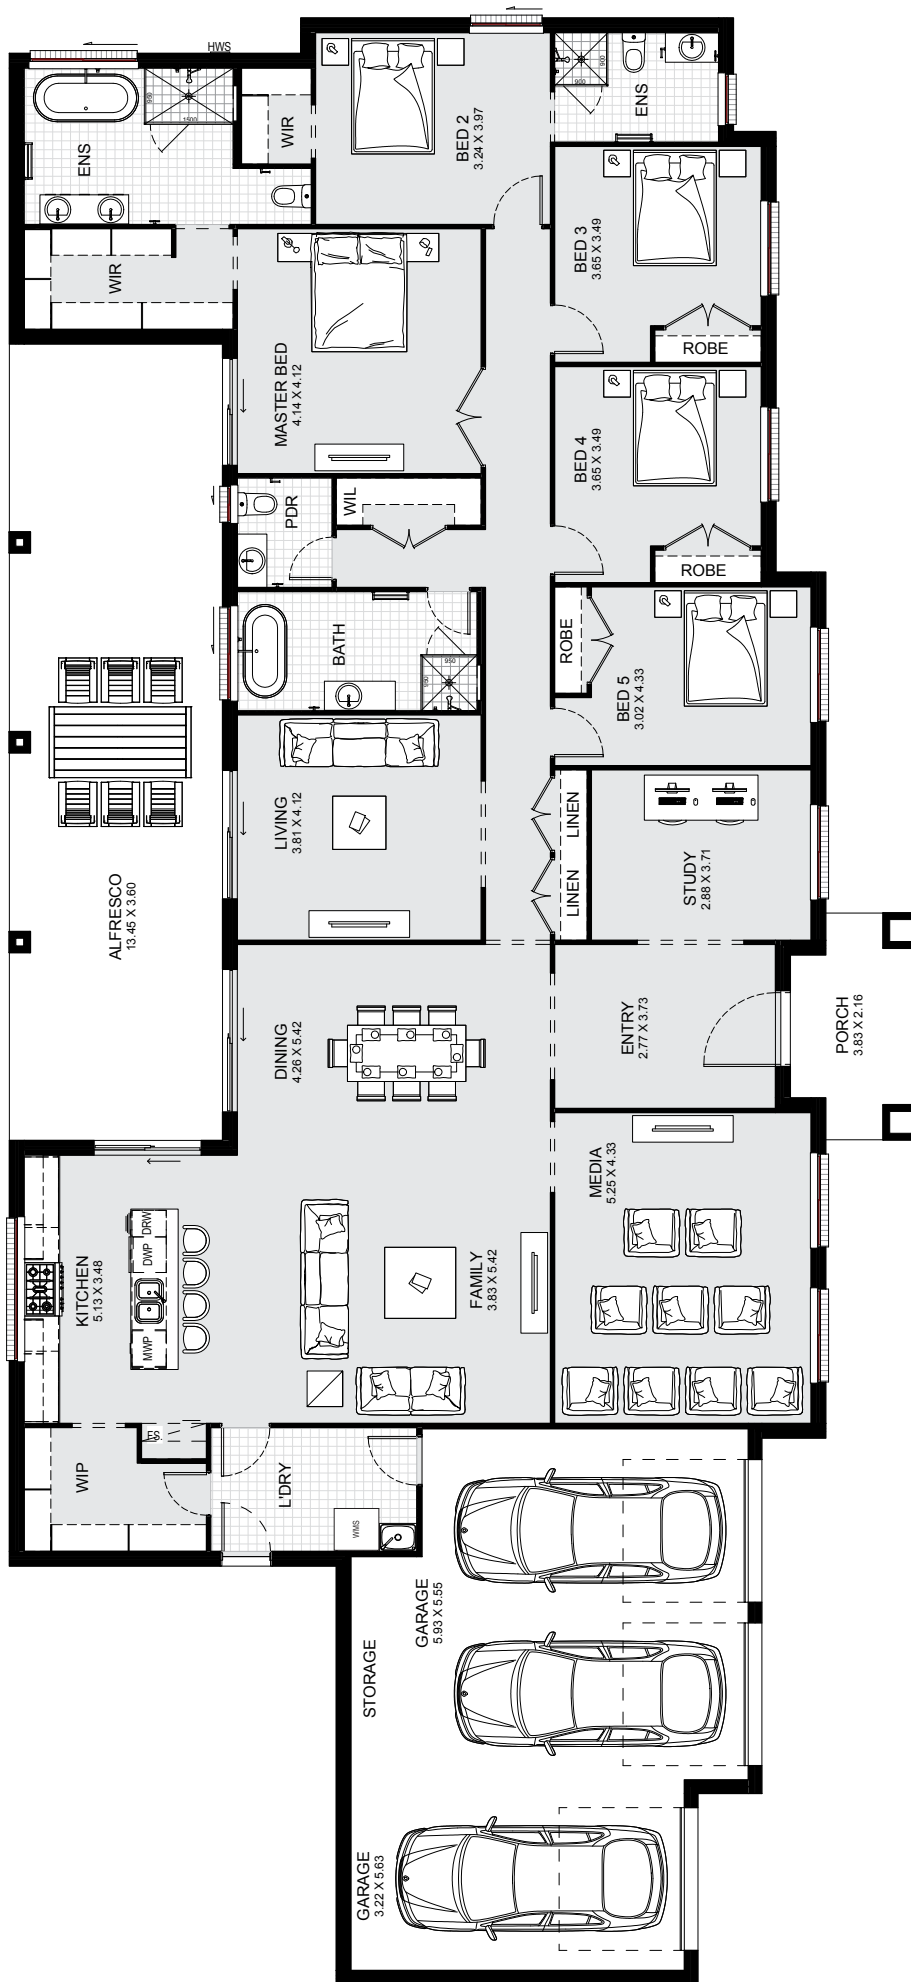 HWS
ENS
950
1500
WIR
BED 2
3.24 X 3.97
900
900
ENS
WIR
MASTER BED
4.14 X 4.12
BED 3
3.65 X 3.49
ROBE
BED 4
3.65 X 3.49
ROBE
PDR
WIL
BATH
950
950
ROBE
BED 5
3.02 X 4.33
LIVING
3.81 X 4.12
LINEN
LINEN
STUDY
2.88 X 3.71
ALFRESCO
13.45 X 3.60
DINING
4.26 X 5.42
ENTRY
2.77 X 3.73
PORCH
3.83 X 2.16
KITCHEN
5.13 X 3.48
DRW
DWP
MWP
FAMILY
3.83 X 5.42
MEDIA
5.25 X 4.33
FS.
WIP
L'DRY
WMS
GARAGE
5.93 X 5.55
STORAGE
GARAGE
3.22 X 5.63